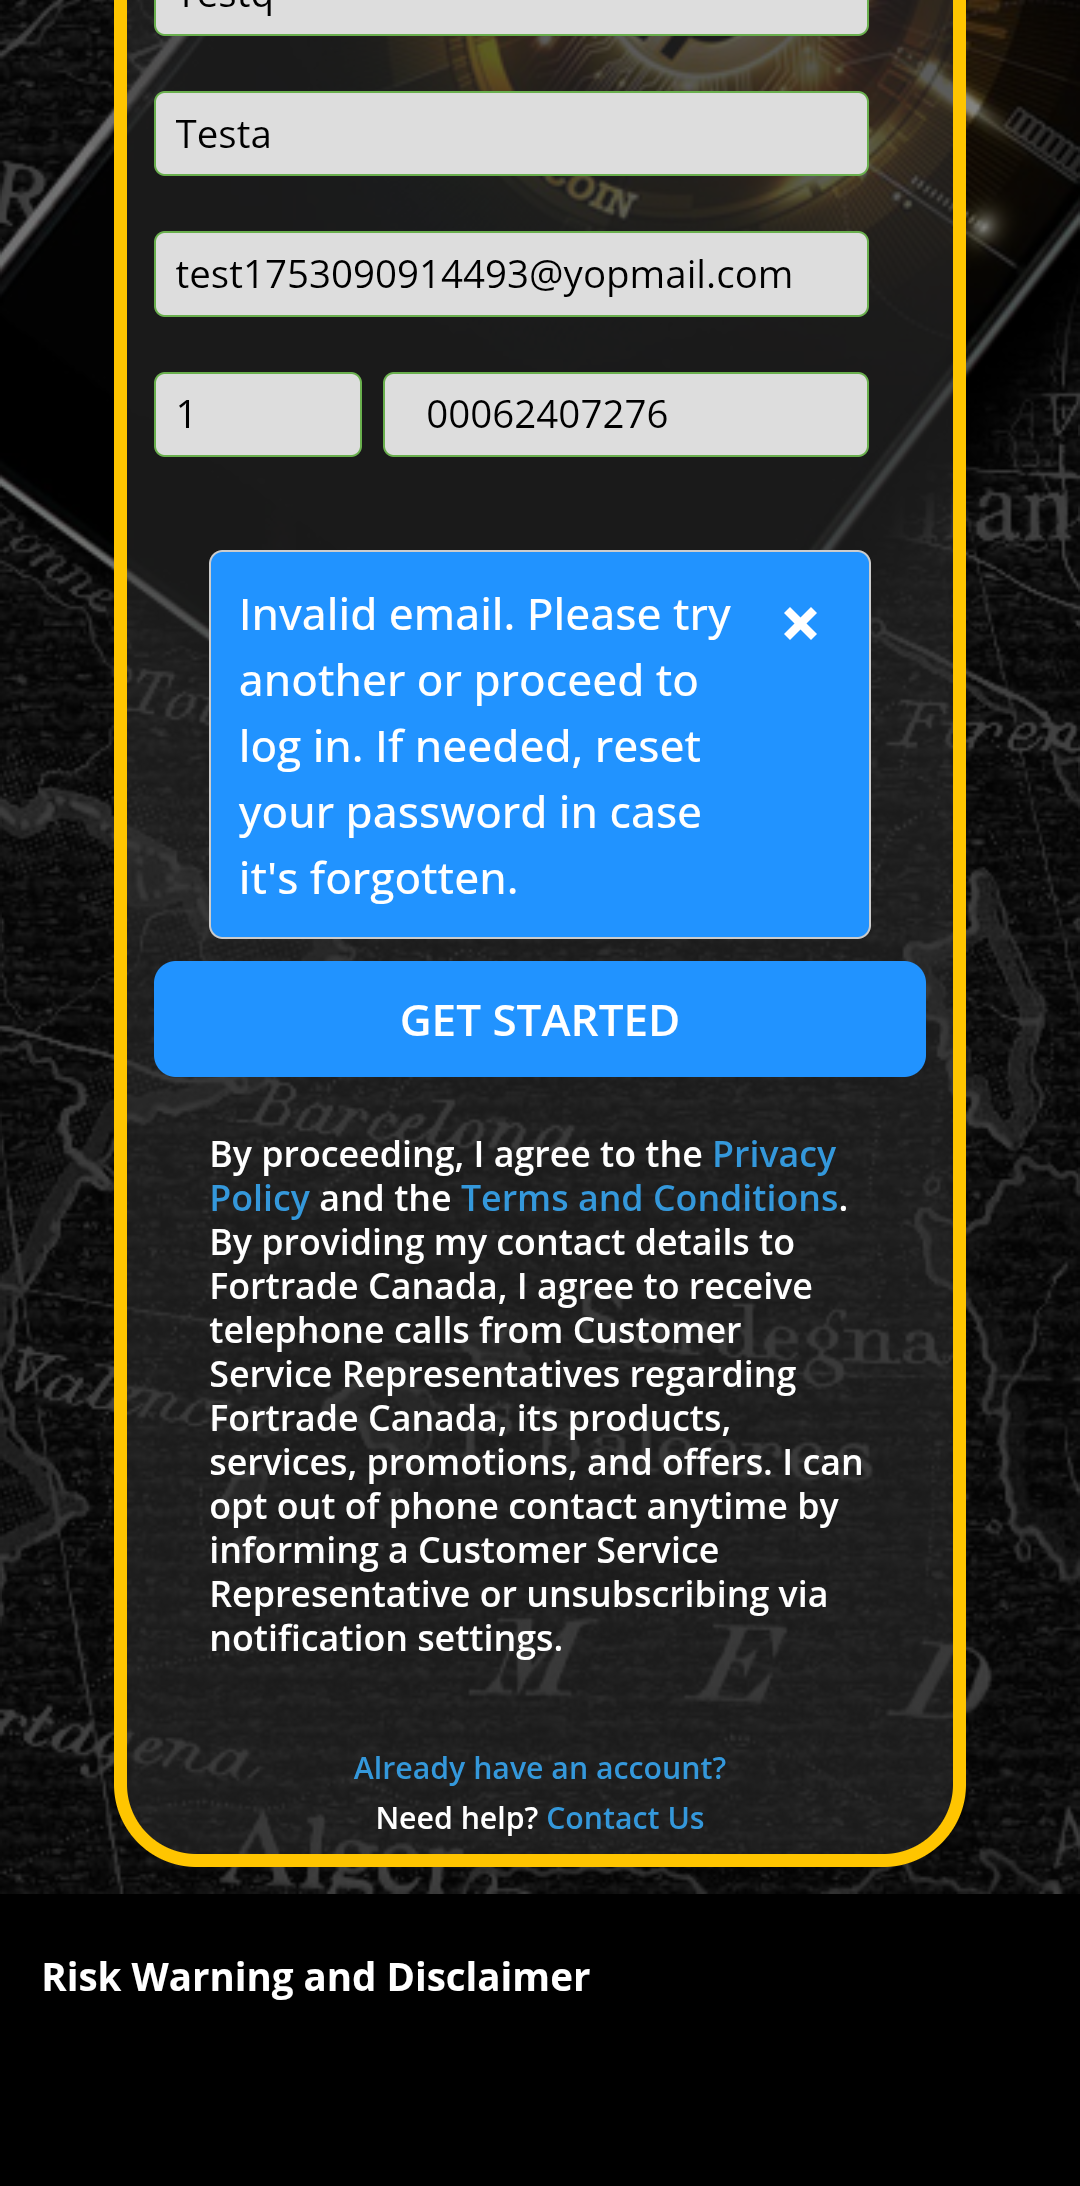 Testq
COIN
R
Testa
test1753090914493@yopmail.com
1
00062407276
an
Invalid email. Please try
another or proceed to
log in. If needed, reset
your password in case
it's forgotten.
GET STARTED
Barcelona
By proceeding, I agree to the Privacy
Policy and the Terms and Conditions.
By providing my contact details to
Fortrade Canada, I agree to receive
telephone calls from Customer
Service Representatives regarding
Fortrade Canada, its products,
services, promotions, and offers. I can
opt out of phone contact anytime by
informing a Customer Service
Representative or unsubscribing via
notification settings.
M E D
Already have an account?
Need help? Contact Us
Risk Warning and Disclaimer